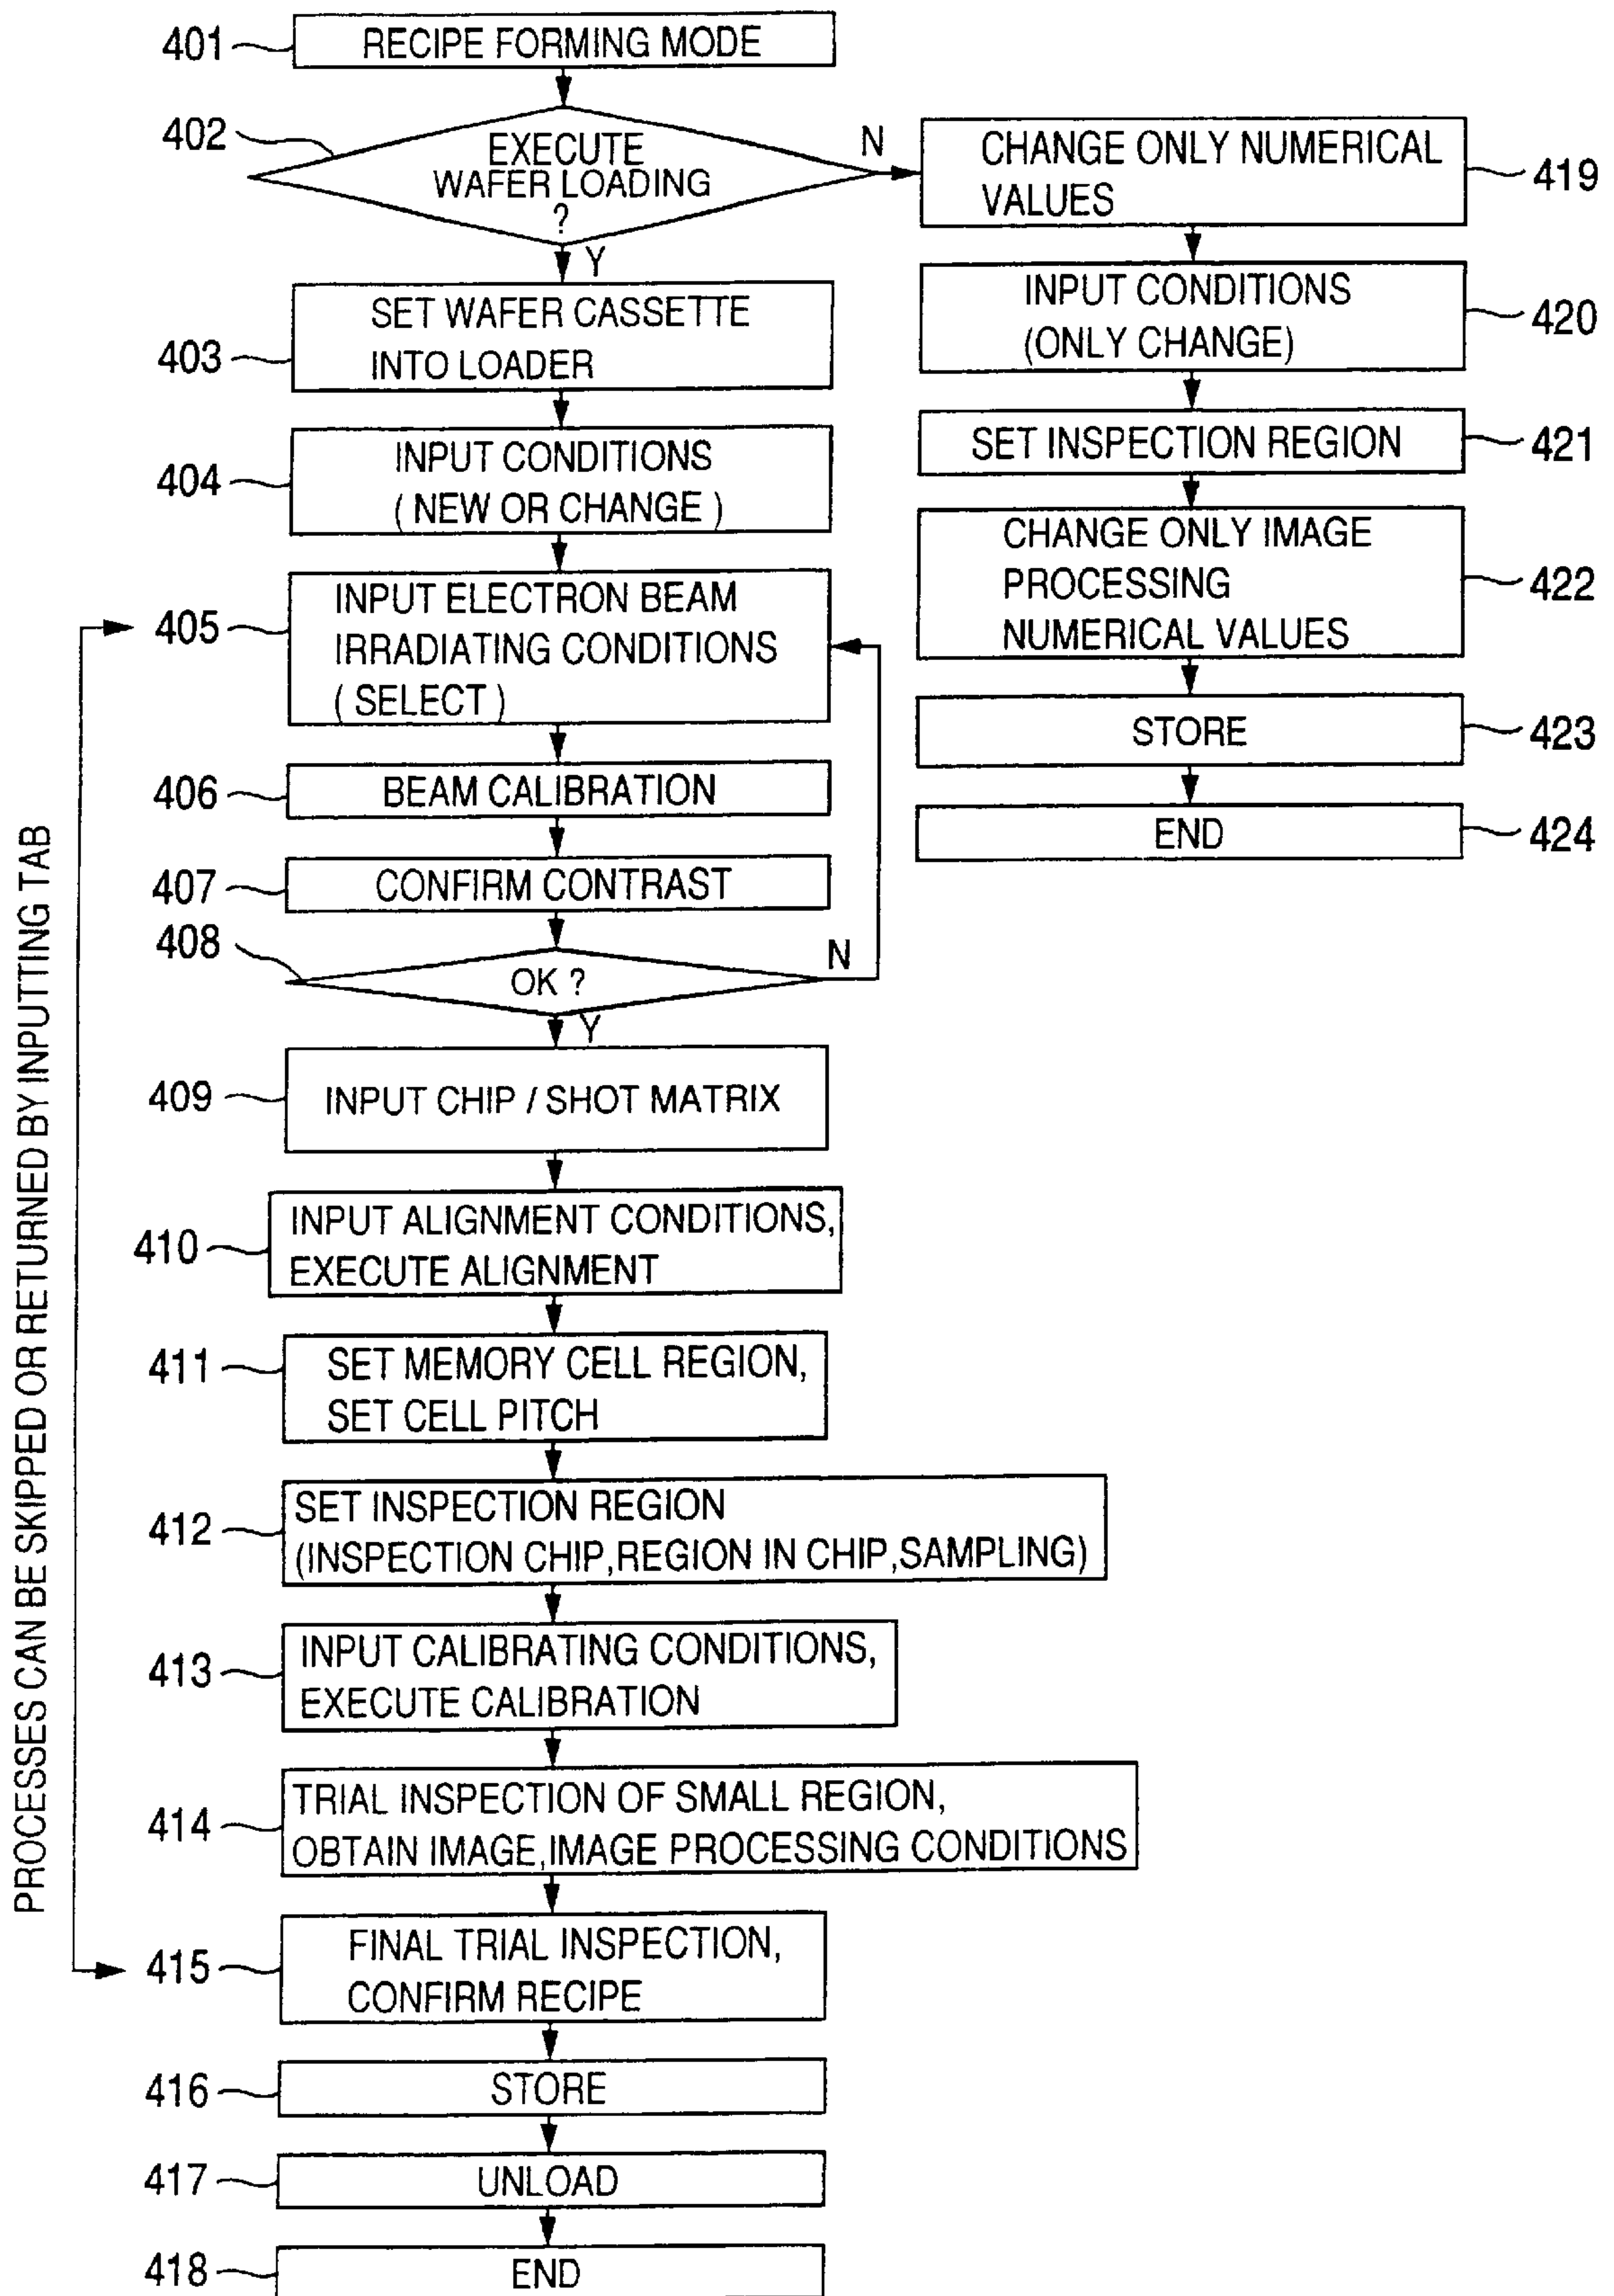 401
RECIPE FORMING MODE
402
EXECUTE
WAFER LOADING
?
N
Y
CHANGE ONLY NUMERICAL
VALUES
419
403
SET WAFER CASSETTE
INTO LOADER
INPUT CONDITIONS
(ONLY CHANGE)
420
404
INPUT CONDITIONS
( NEW OR CHANGE )
SET INSPECTION REGION
421
405
INPUT ELECTRON BEAM
IRRADIATING CONDITIONS
( SELECT )
CHANGE ONLY IMAGE
PROCESSING
NUMERICAL VALUES
422
STORE
423
406
BEAM CALIBRATION
END
424
407
CONFIRM CONTRAST
408
OK ?
N
Y
409
INPUT CHIP / SHOT MATRIX
410
INPUT ALIGNMENT CONDITIONS,
EXECUTE ALIGNMENT
411
SET MEMORY CELL REGION,
SET CELL PITCH
412
SET INSPECTION REGION
(INSPECTION CHIP,REGION IN CHIP,SAMPLING)
413
INPUT CALIBRATING CONDITIONS,
EXECUTE CALIBRATION
414
TRIAL INSPECTION OF SMALL REGION,
OBTAIN IMAGE,IMAGE PROCESSING CONDITIONS
415
FINAL TRIAL INSPECTION,
CONFIRM RECIPE
416
STORE
417
UNLOAD
418
END
PROCESSES CAN BE SKIPPED OR RETURNED BY INPUTTING TAB